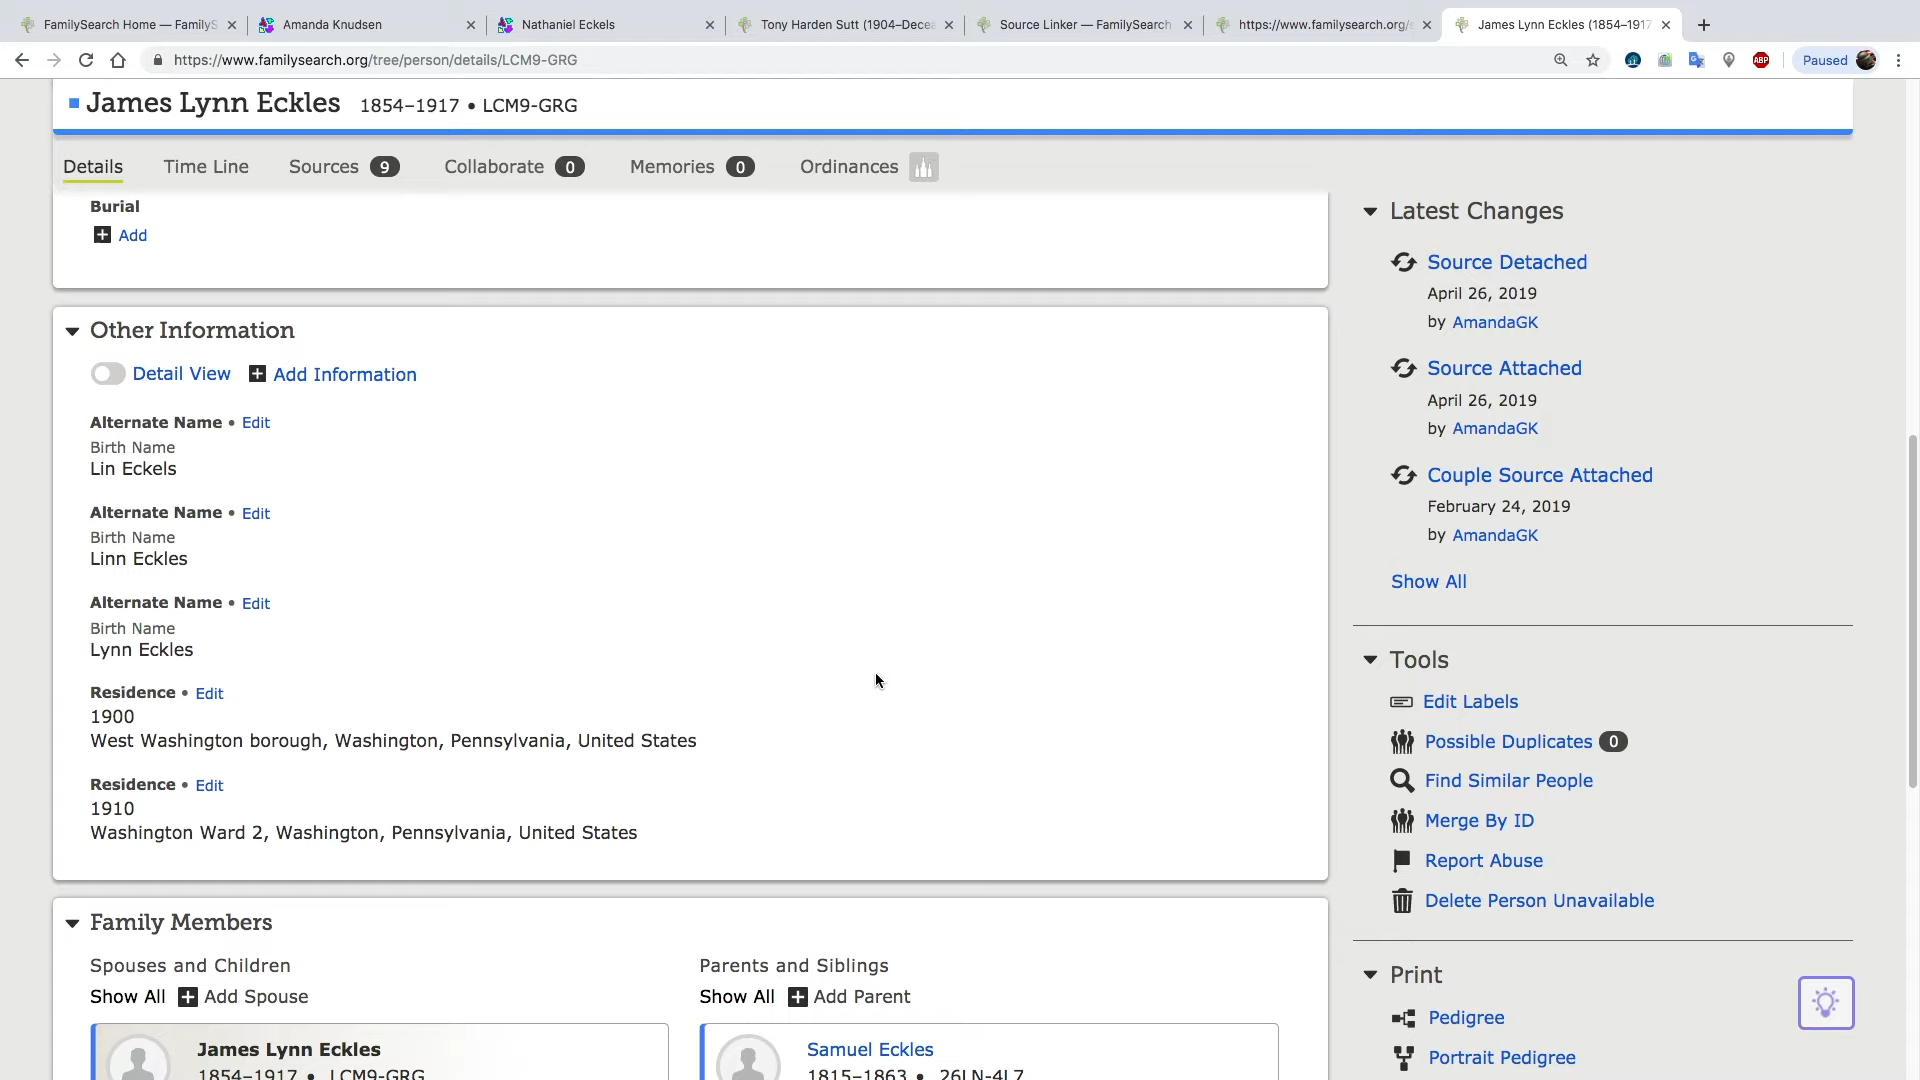 FamilySearch Home — FamilyS
Amanda Knudsen
Nathaniel Eckels
Tony Harden Sutt (1904–Decea
Source Linker — FamilySearch
https://www.familysearch.org/s
James Lynn Eckles (1854–1917
https://www.familysearch.org/tree/person/details/LCM9-GRG
ABP
Paused
James Lynn Eckles 1854–1917 • LCM9-GRG
Details Time Line Sources 9 Collaborate 0 Memories 0 Ordinances
Burial
Add
Other Information
Detail View Add Information
Alternate Name • Edit
Birth Name
Lin Eckels
Alternate Name • Edit
Birth Name
Linn Eckles
Alternate Name • Edit
Birth Name
Lynn Eckles
Residence • Edit
1900
West Washington borough, Washington, Pennsylvania, United States
Residence • Edit
1910
Washington Ward 2, Washington, Pennsylvania, United States
Family Members
Spouses and Children
Show All Add Spouse
James Lynn Eckles
1854–1917 • LCM9-GRG
Parents and Siblings
Show All Add Parent
Samuel Eckles
1815–1863 • 26LN-4L7
Latest Changes
Source Detached
April 26, 2019
by AmandaGK
Source Attached
April 26, 2019
by AmandaGK
Couple Source Attached
February 24, 2019
by AmandaGK
Show All
Tools
Edit Labels
Possible Duplicates 0
Find Similar People
Merge By ID
Report Abuse
Delete Person Unavailable
Print
Pedigree
Portrait Pedigree